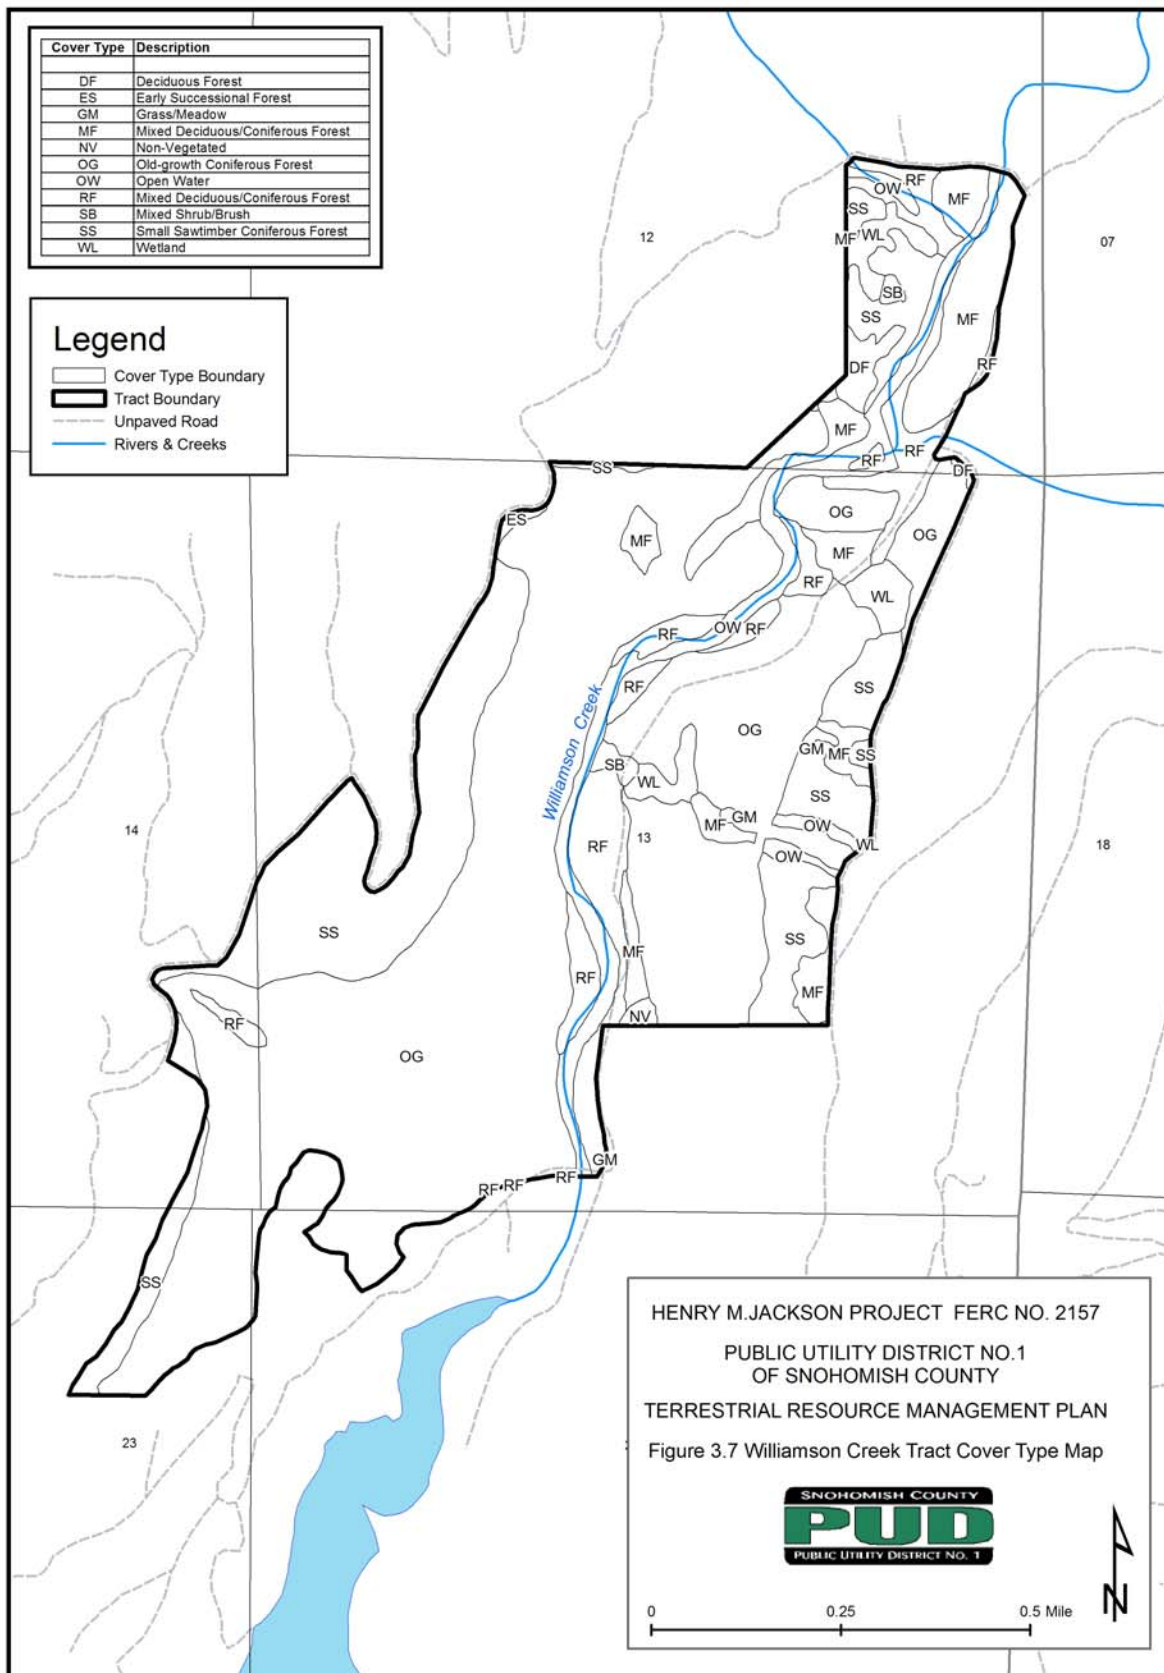 Cover Type Description
DF Deciduous Forest
ES Early Successional Forest
GM Grass/Meadow
MF Mixed Deciduous/Coniferous Forest
NV Non-Vegetated
OG Old-growth Coniferous Forest
OW Open Water
RF Mixed Deciduous/Coniferous Forest
SB Mixed Shrub/Brush
SS Small Sawtimber Coniferous Forest
WL Wetland
Legend
Cover Type Boundary
Tract Boundary
Unpaved Road
Rivers & Creeks
RF
OW
MF
SS
12
MF WL
07
SB
SS
MF
DF
RF
MF
RF
RF
SS
DF
OG
ES
OG
MF
MF
RF
WL
RF
OW RF
RF
SS
Williamson Creek
OG
GM MF SS
SB
WL
SS
MF GM
OW
14
RF
13
WL
18
OW
SS
SS
MF
RF
MF
NV
RF
OG
GM
RF RF RF
SS
23
HENRY M.JACKSON PROJECT FERC NO. 2157
PUBLIC UTILITY DISTRICT NO.1
OF SNOHOMISH COUNTY
TERRESTRIAL RESOURCE MANAGEMENT PLAN
Figure 3.7 Williamson Creek Tract Cover Type Map
SNOHOMISH COUNTY
PUD
PUBLIC UTILITY DISTRICT NO. 1
N
0 0.25 0.5 Mile